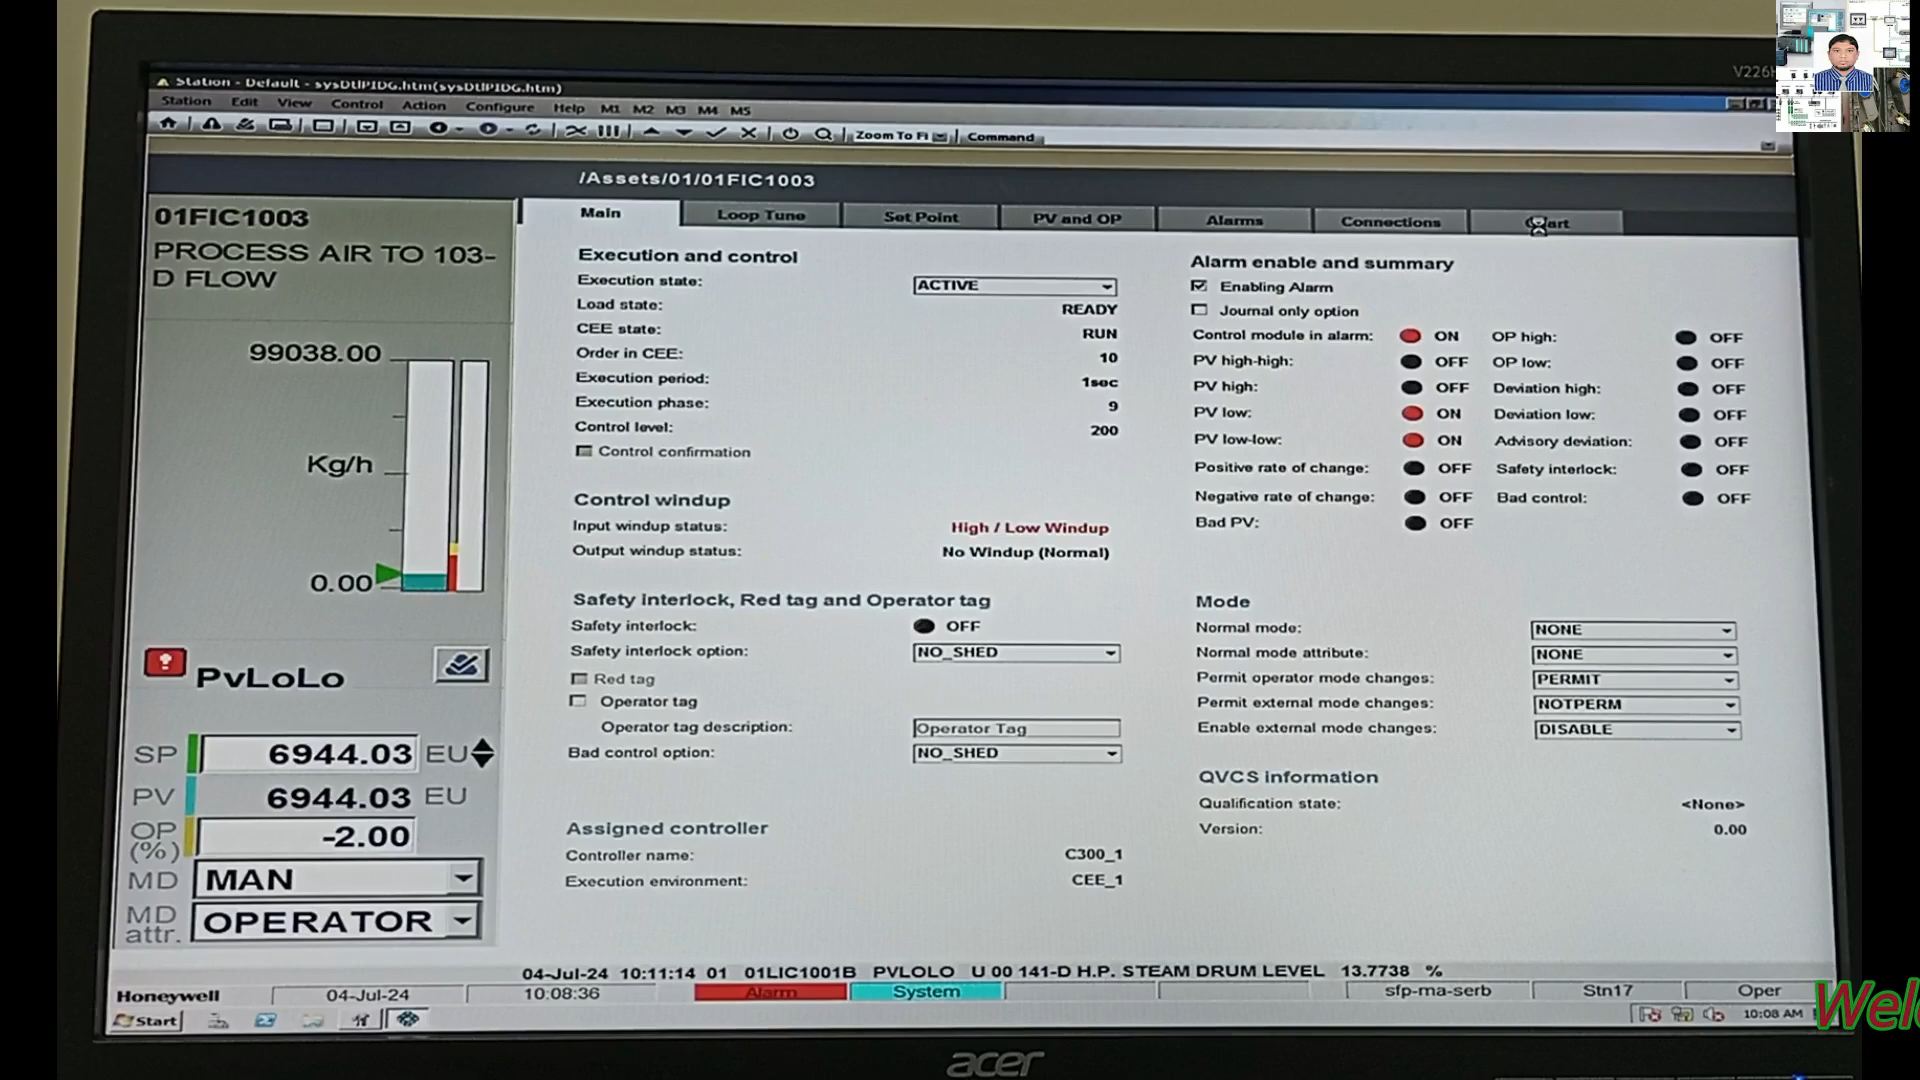 Station - Default - sysDtlPIDG.htm(sysDtlPIDG.htm)
Station Edit View Control Action Configure Help M1 M2 M3 M4 M5
Zoom To Fi Command
/Assets/01/01FIC1003
01FIC1003
PROCESS AIR TO 103-
D FLOW
99038.00
Kg/h
0.00
PvLoLo
SP 6944.03 EU
PV 6944.03 EU
OP
(%) -2.00
MD MAN
MD
attr. OPERATOR
Main Loop Tune Set Point PV and OP Alarms Connections
Execution and control
Execution state: ACTIVE
Load state: READY
CEE state: RUN
Order in CEE: 10
Execution period: 1sec
Execution phase: 9
Control level: 200
Control confirmation
Control windup
Input windup status: High / Low Windup
Output windup status: No Windup (Normal)
Safety interlock, Red tag and Operator tag
Safety interlock: OFF
Safety interlock option: NO_SHED
Red tag
Operator tag
Operator tag description: Operator Tag
Bad control option: NO_SHED
Assigned controller
Controller name: C300_1
Execution environment: CEE_1
Alarm enable and summary
Enabling Alarm
Journal only option
Control module in alarm: ON OP high: OFF
PV high-high: OFF OP low: OFF
PV high: OFF Deviation high: OFF
PV low: ON Deviation low: OFF
PV low-low: ON Advisory deviation: OFF
Positive rate of change: OFF Safety interlock: OFF
Negative rate of change: OFF Bad control: OFF
Bad PV: OFF
Mode
Normal mode: NONE
Normal mode attribute: NONE
Permit operator mode changes: PERMIT
Permit external mode changes: NOTPERM
Enable external mode changes: DISABLE
QVCS information
Qualification state: <None>
Version: 0.00
04-Jul-24 10:11:14 01 01LIC1001B PVLOLO U 00 141-D H.P. STEAM DRUM LEVEL 13.7738 %
Honeywell 04-Jul-24 10:08:36 Alarm System sfp-ma-serb Stn17 Oper
Start 10:08 AM
acer